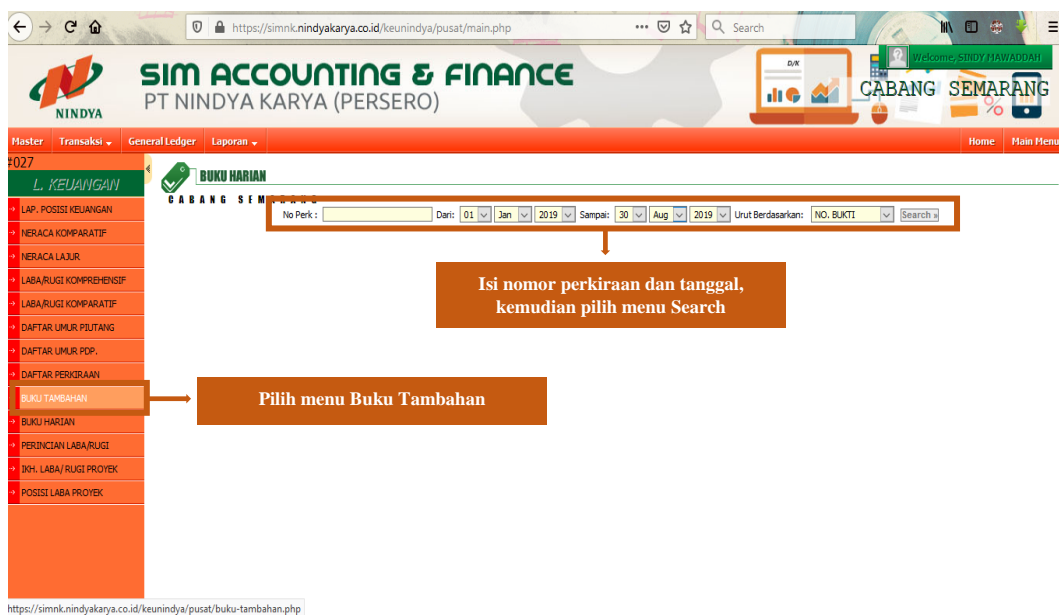 https://simnk.nindyakarya.co.id/keunindya/pusat/main.php
Search
NINDYA
SIM ACCOUNTING & FINANCE
PT NINDYA KARYA (PERSERO)
D/K
Welcome, SINDY MAWADDAH
CABANG SEMARANG
%
Master Transaksi General Ledger Laporan Home Main Menu
#027
L. KEUANGAN
BUKU HARIAN
CABANG SEMARANG
No Perk : Dari: 01 Jan 2019 Sampai: 30 Aug 2019 Urut Berdasarkan: NO. BUKTI Search »
LAP. POSISI KEUANGAN
NERACA KOMPARATIF
NERACA LAJUR
LABA/RUGI KOMPREHENSIF
LABA/RUGI KOMPARATIF
DAFTAR UMUR PIUTANG
DAFTAR UMUR PDP.
DAFTAR PERKIRAAN
BUKU TAMBAHAN
BUKU HARIAN
PERINCIAN LABA/RUGI
IKH. LABA/ RUGI PROYEK
POSISI LABA PROYEK
Isi nomor perkiraan dan tanggal,
kemudian pilih menu Search
Pilih menu Buku Tambahan
https://simnk.nindyakarya.co.id/keunindya/pusat/buku-tambahan.php